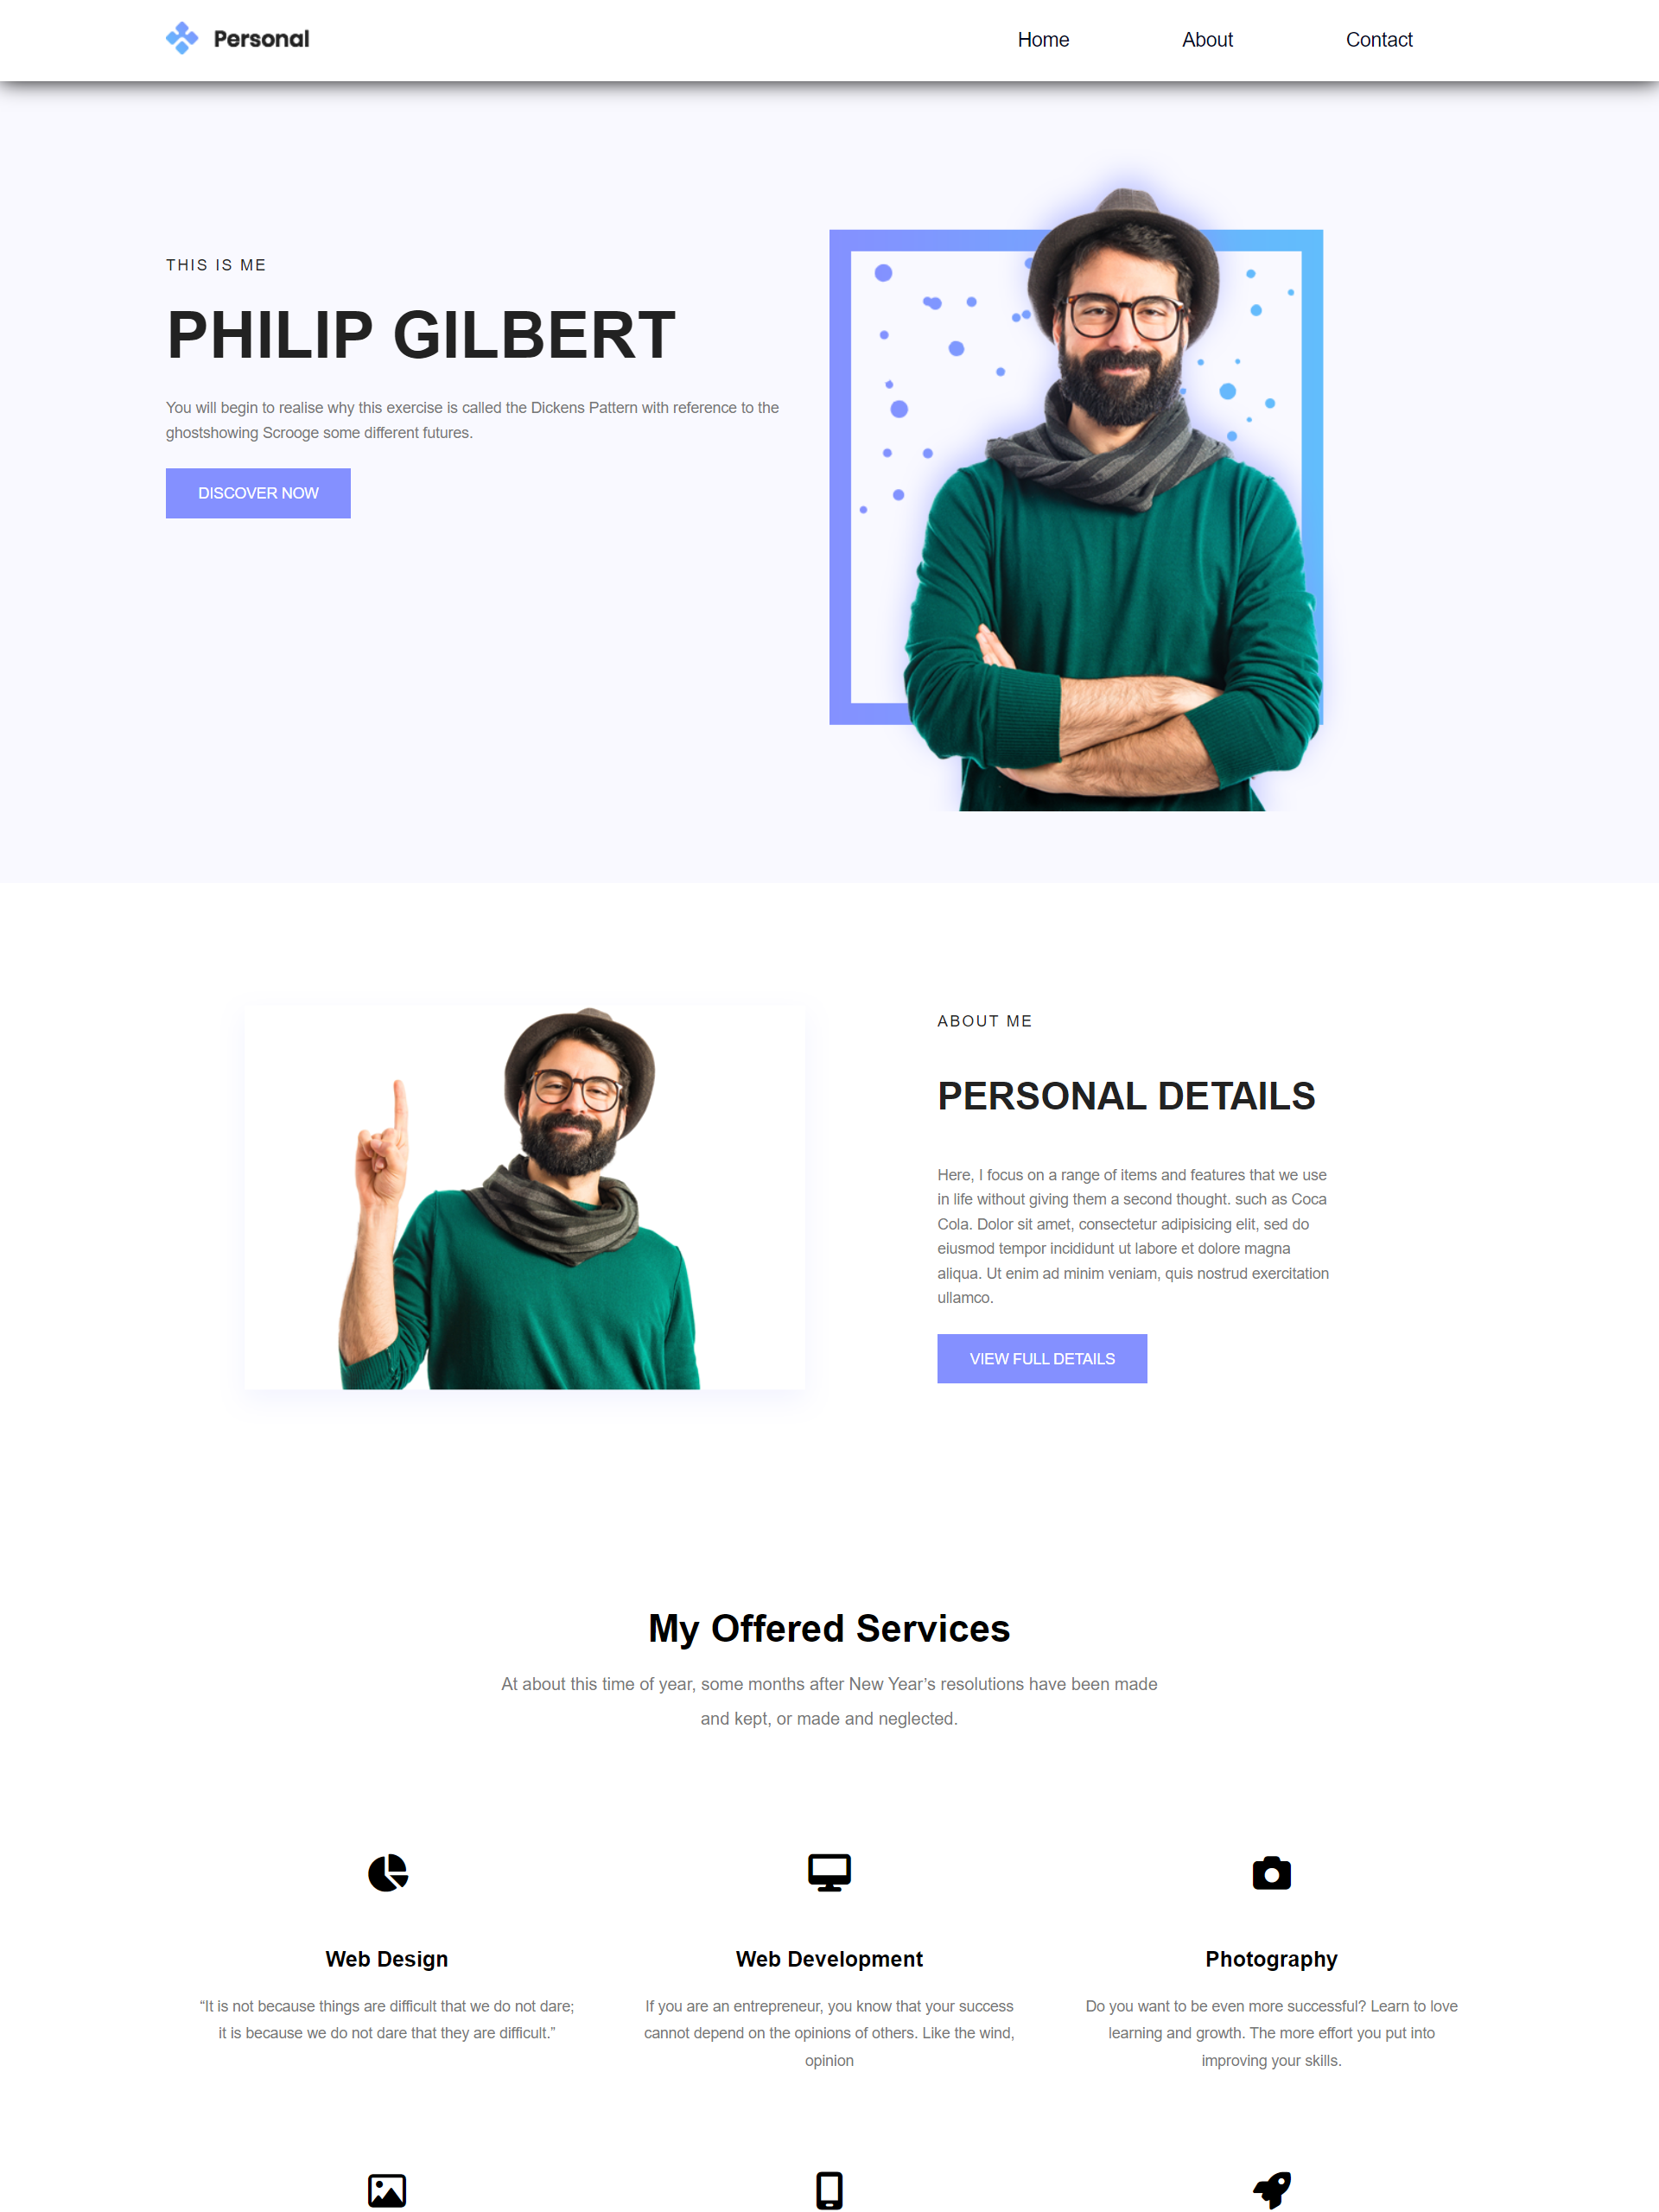 Personal
Home
About
Contact
THIS IS ME
PHILIP GILBERT
You will begin to realise why this exercise is called the Dickens Pattern with reference to the
ghostshowing Scrooge some different futures.
DISCOVER NOW
ABOUT ME
PERSONAL DETAILS
Here, I focus on a range of items and features that we use
in life without giving them a second thought. such as Coca
Cola. Dolor sit amet, consectetur adipisicing elit, sed do
eiusmod tempor incididunt ut labore et dolore magna
aliqua. Ut enim ad minim veniam, quis nostrud exercitation
ullamco.
VIEW FULL DETAILS
My Offered Services
At about this time of year, some months after New Year’s resolutions have been made
and kept, or made and neglected.
Web Design
“It is not because things are difficult that we do not dare;
it is because we do not dare that they are difficult.”
Web Development
If you are an entrepreneur, you know that your success
cannot depend on the opinions of others. Like the wind,
opinion
Photography
Do you want to be even more successful? Learn to love
learning and growth. The more effort you put into
improving your skills.